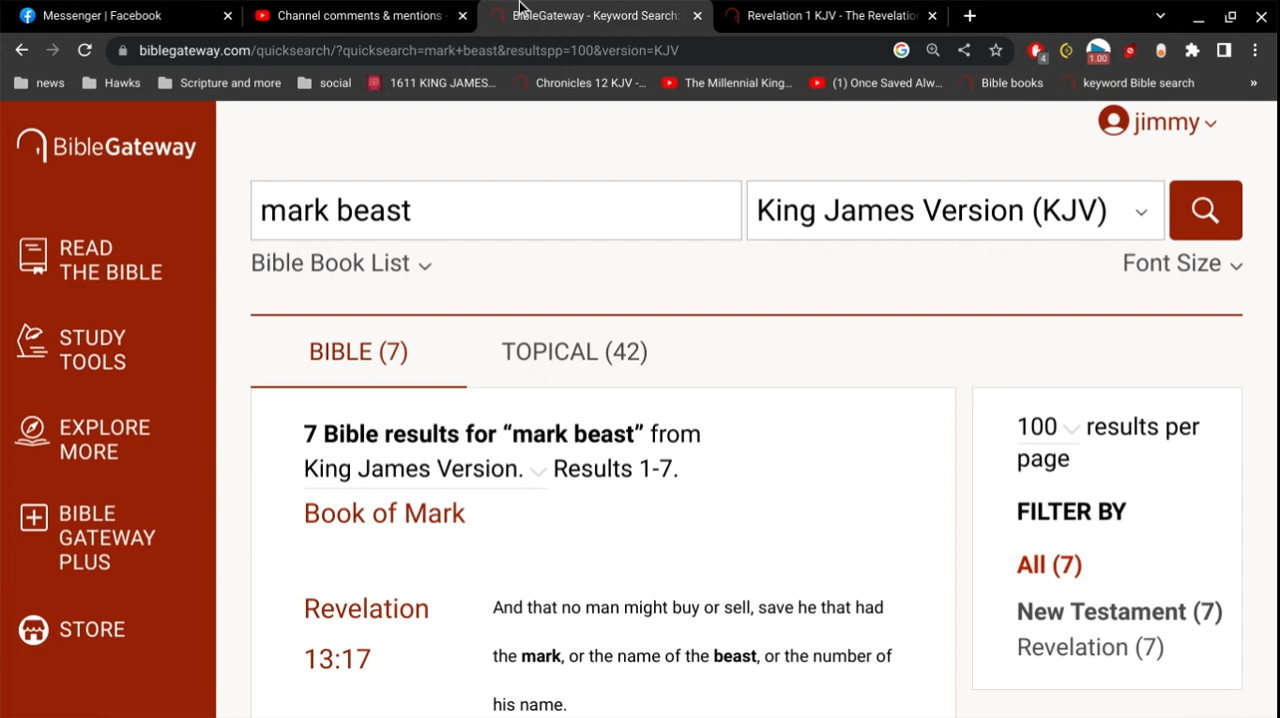 Messenger | Facebook
Channel comments & mentions
BibleGateway - Keyword Search:
Revelation 1 KJV - The Revelation
biblegateway.com/quicksearch/?quicksearch=mark+beast&resultspp=100&version=KJV
4
1.00
news
Hawks
Scripture and more
social
1611 KING JAMES...
Chronicles 12 KJV -...
The Millennial King...
(1) Once Saved Alw...
Bible books
keyword Bible search
»
BibleGateway
jimmy
mark beast
King James Version (KJV)
Bible Book List
Font Size
READ
THE BIBLE
STUDY
TOOLS
EXPLORE
MORE
BIBLE
GATEWAY
PLUS
STORE
BIBLE (7)
TOPICAL (42)
7 Bible results for “mark beast” from
King James Version. Results 1-7.
Book of Mark
Revelation
13:17
And that no man might buy or sell, save he that had
the mark, or the name of the beast, or the number of
his name.
100 results per
page
FILTER BY
All (7)
New Testament (7)
Revelation (7)